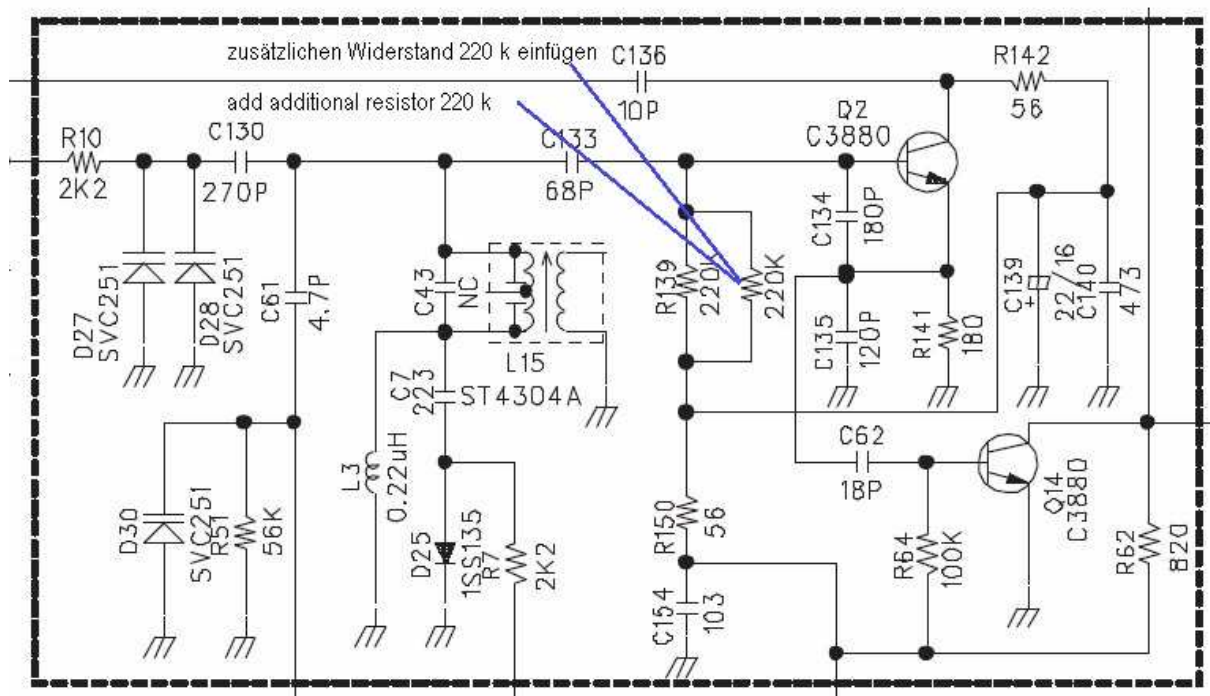 zusätzlichen Widerstand 220 k einfügen
C136
10P
R142
56
add additional resistor 220 k
Q2
C3880
R10
2K2
C130
270P
C133
68P
C134
180P
D27
SVC251
D28
SVC251
C61
4.7P
C43
NC
R139
220K
220K
C139
22/16
C140
473
C135
120P
R141
180
L15
ST4304A
C7
223
L3
0.22uH
C62
18P
Q14
C3880
D30
SVC251
R51
56K
D25
1SS135
R7
2K2
R150
56
R64
100K
R62
820
C154
103